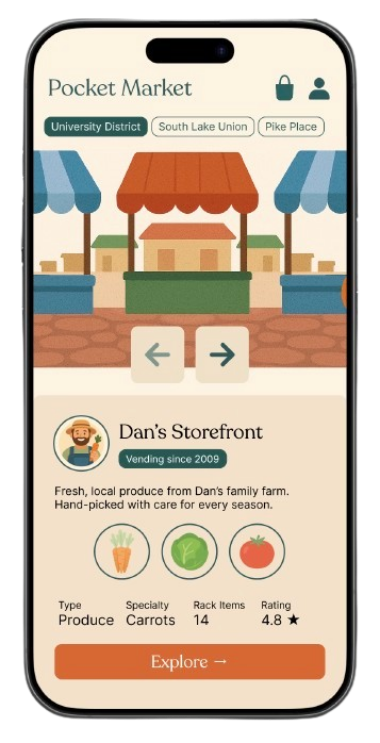 Pocket Market
University District South Lake Union Pike Place
Dan's Storefront
Vending since 2009
Fresh, local produce from Dan's family farm.
Hand-picked with care for every season.
Type Specialty Rack Items Rating
Produce Carrots 14 4.8 ★
Explore →